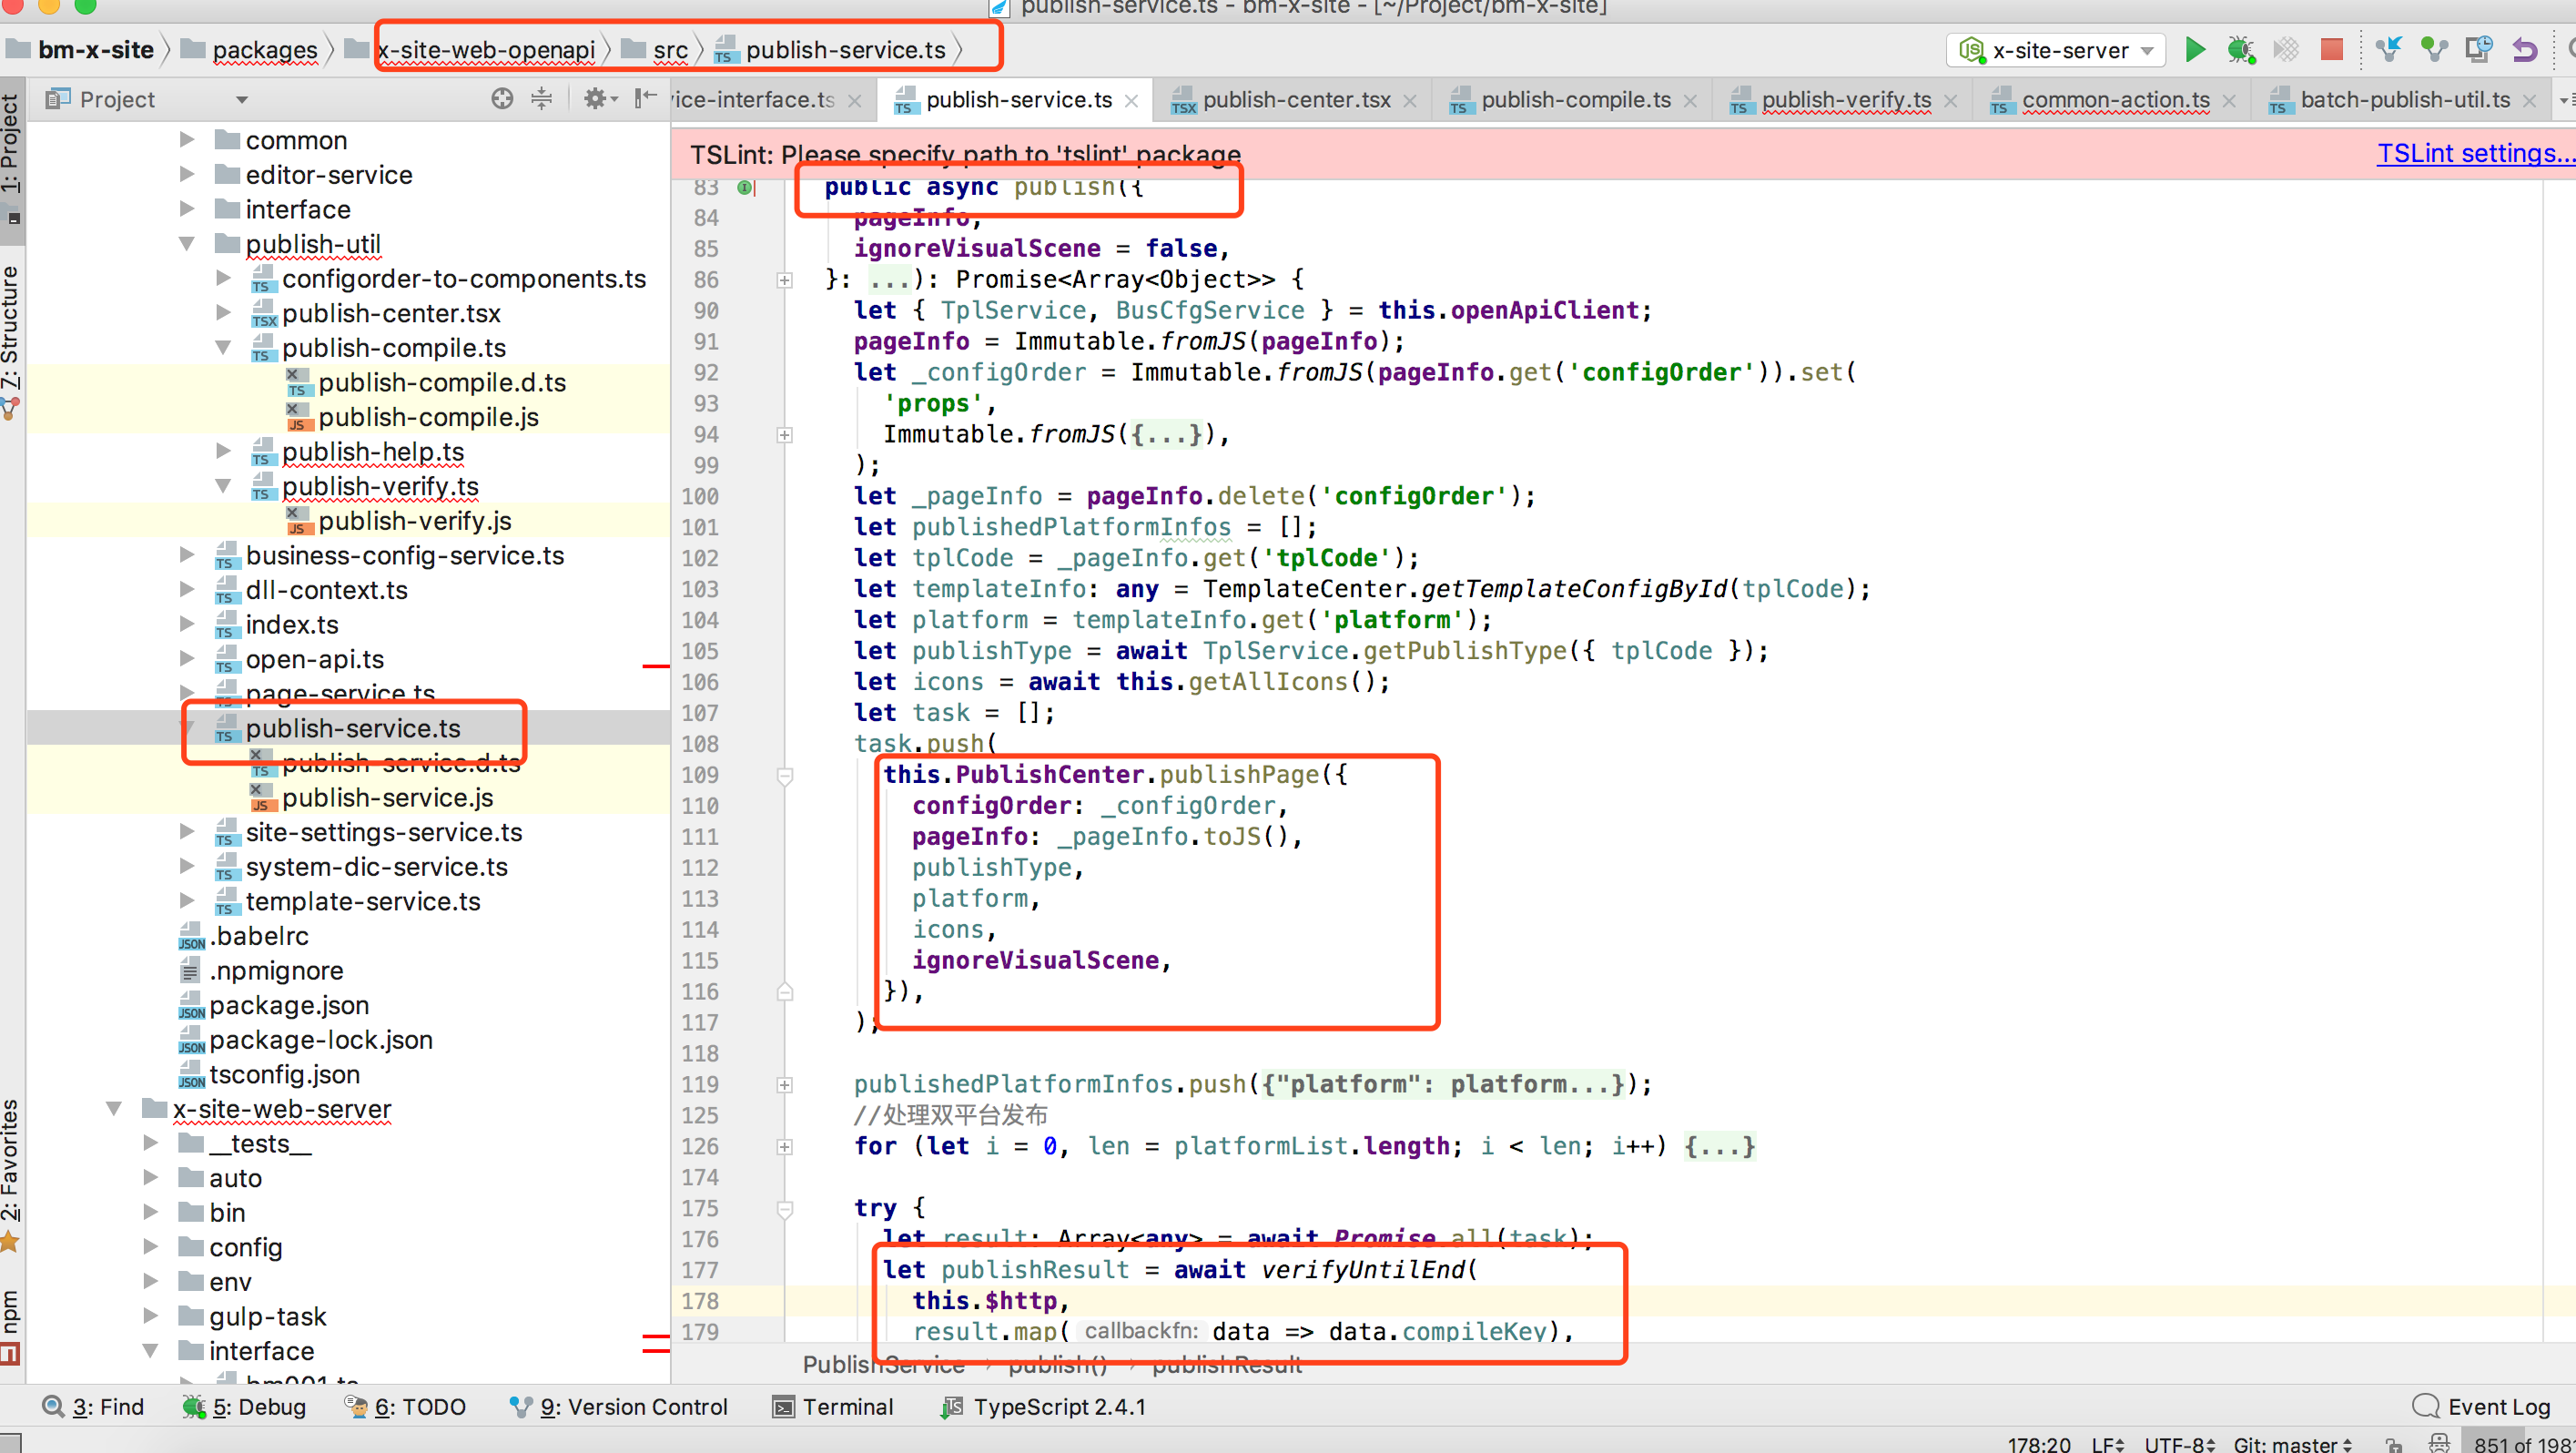 publish-service.ts - bm-x-site - [~/Project/bm-x-site]
bm-x-site packages x-site-web-openapi src publish-service.ts
x-site-server
Project
ice-interface.ts publish-service.ts publish-center.tsx publish-compile.ts publish-verify.ts common-action.ts batch-publish-util.ts
TSLint: Please specify path to 'tslint' package
TSLint settings...
1: Project
7: Structure
2: Favorites
npm
common
editor-service
interface
publish-util
configorder-to-components.ts
publish-center.tsx
publish-compile.ts
publish-compile.d.ts
publish-compile.js
publish-help.ts
publish-verify.ts
publish-verify.js
business-config-service.ts
dll-context.ts
index.ts
open-api.ts
page-service.ts
publish-service.ts
publish-service.d.ts
publish-service.js
site-settings-service.ts
system-dic-service.ts
template-service.ts
.babelrc
.npmignore
package.json
package-lock.json
tsconfig.json
x-site-web-server
__tests__
auto
bin
config
env
gulp-task
interface
bm001.ts
83 public async publish({
84 pageInfo,
85 ignoreVisualScene = false,
86 }: ...): Promise<Array<Object>> {
90 let { TplService, BusCfgService } = this.openApiClient;
91 pageInfo = Immutable.fromJS(pageInfo);
92 let _configOrder = Immutable.fromJS(pageInfo.get('configOrder')).set(
93 'props',
94 Immutable.fromJS({...}),
99 );
100 let _pageInfo = pageInfo.delete('configOrder');
101 let publishedPlatformInfos = [];
102 let tplCode = _pageInfo.get('tplCode');
103 let templateInfo: any = TemplateCenter.getTemplateConfigById(tplCode);
104 let platform = templateInfo.get('platform');
105 let publishType = await TplService.getPublishType({ tplCode });
106 let icons = await this.getAllIcons();
107 let task = [];
108 task.push(
109 this.PublishCenter.publishPage({
110 configOrder: _configOrder,
111 pageInfo: _pageInfo.toJS(),
112 publishType,
113 platform,
114 icons,
115 ignoreVisualScene,
116 }),
117 );
118
119 publishedPlatformInfos.push({"platform": platform...});
125 //处理双平台发布
126 for (let i = 0, len = platformList.length; i < len; i++) {...}
174
175 try {
176 let result: Array<any> = await Promise.all(task);
177 let publishResult = await verifyUntilEnd(
178 this.$http,
179 result.map( callbackfn: data => data.compileKey),
PublishService publish() publishResult
3: Find 5: Debug 6: TODO 9: Version Control Terminal TypeScript 2.4.1 Event Log
178:20 LF UTF-8 Git: master 851 of 1981